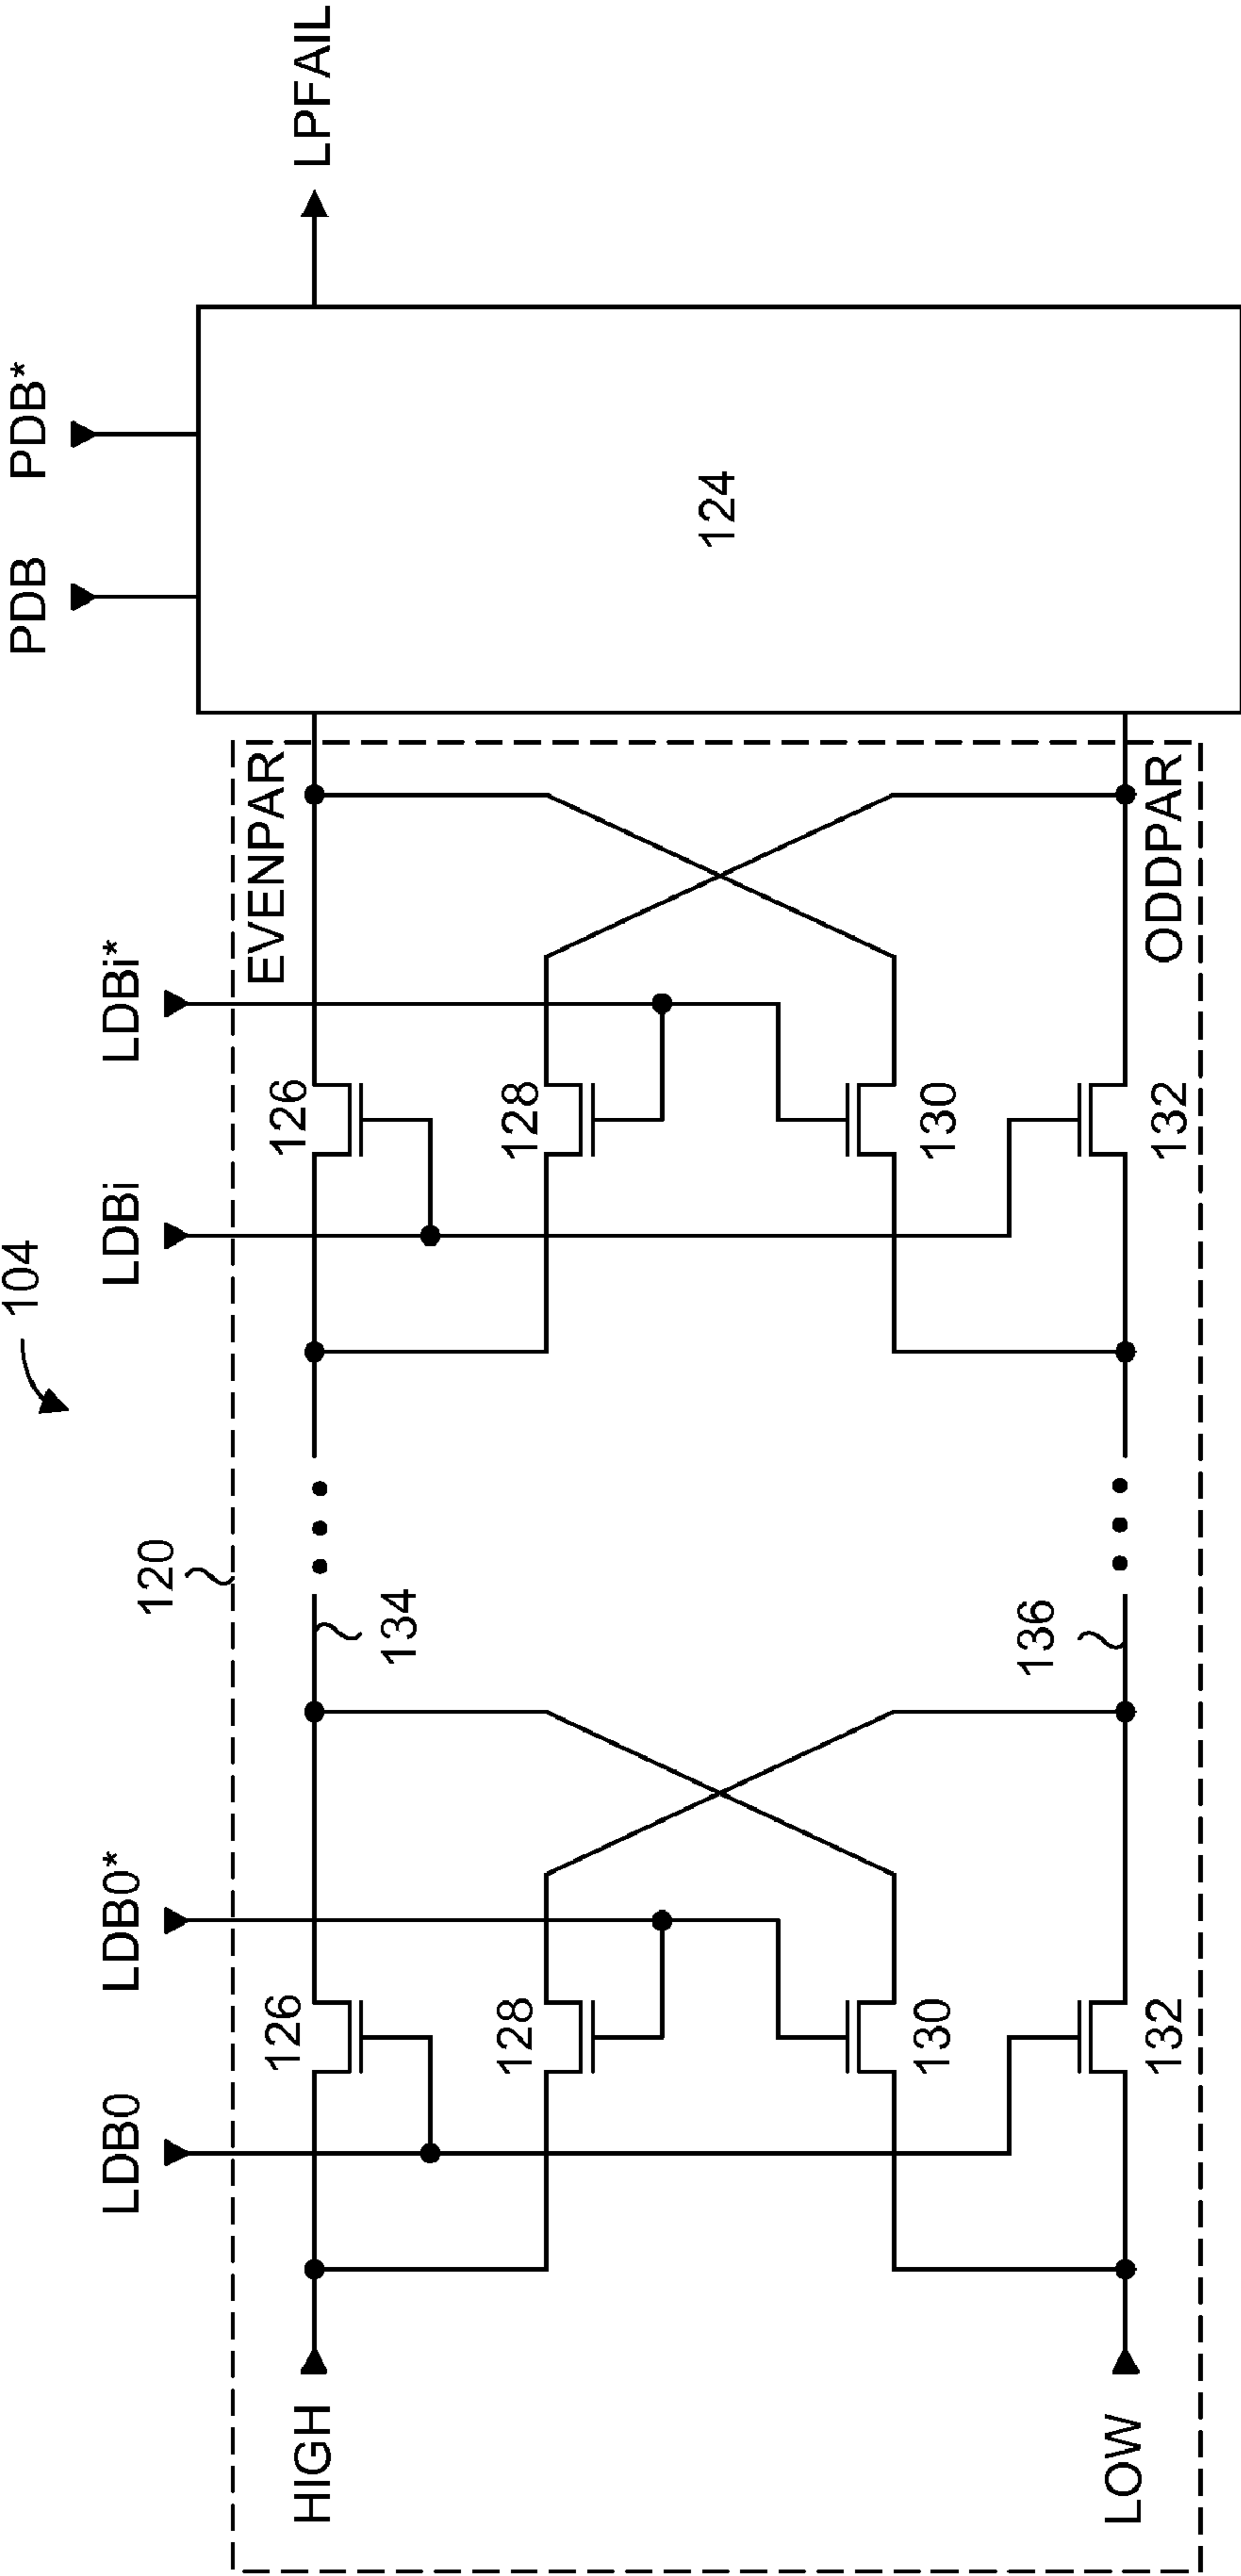 104
120
LDB0
LDB0*
LDBi
LDBi*
PDB
PDB*
HIGH
126
134
126
EVENPAR
LPFAIL
128
128
124
130
130
LOW
132
136
132
ODDPAR